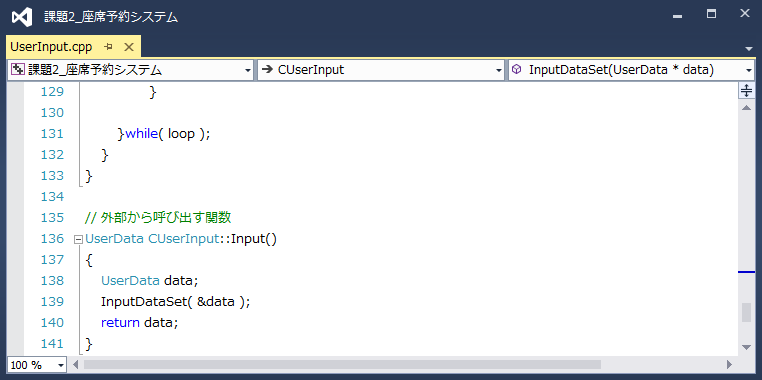 課題2_座席予約システム
UserInput.cpp
課題2_座席予約システム CUserInput InputDataSet(UserData * data)
129 }
130
131 }while( loop );
132 }
133 }
134
135 // 外部から呼び出す関数
136 UserData CUserInput::Input()
137 {
138 UserData data;
139 InputDataSet( &data );
140 return data;
141 }
100 %